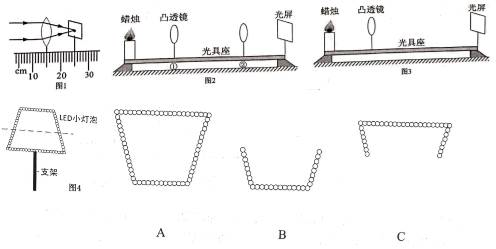 cm 10 20 30
图1
蜡烛 凸透镜 光屏
光具座
① ②
图2
蜡烛 凸透镜 光屏
光具座
图3
LED小灯泡
支架
图4
A B C